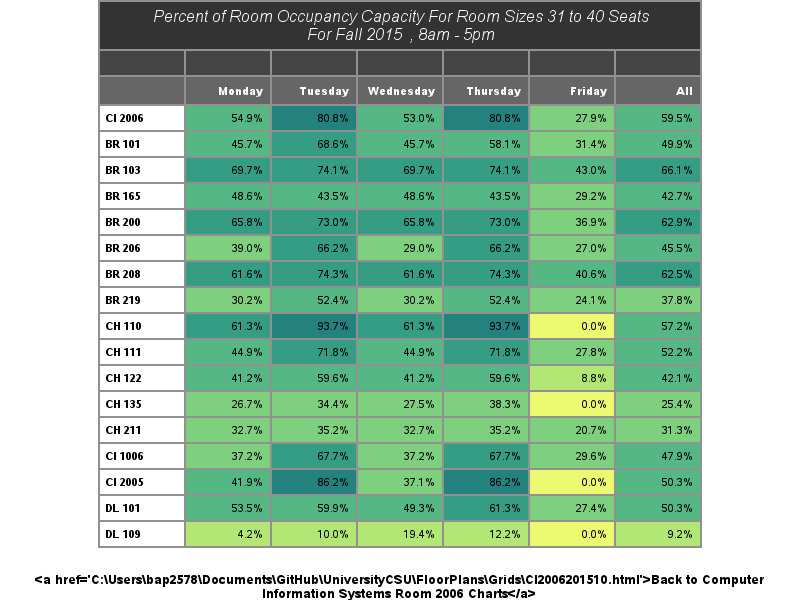 Percent of Room Occupancy Capacity For Room Sizes 31 to 40 Seats
For Fall 2015 , 8am - 5pm
Monday Tuesday Wednesday Thursday Friday All
CI 2006 54.9% 80.8% 53.0% 80.8% 27.9% 59.5%
BR 101 45.7% 68.6% 45.7% 58.1% 31.4% 49.9%
BR 103 69.7% 74.1% 69.7% 74.1% 43.0% 66.1%
BR 165 48.6% 43.5% 48.6% 43.5% 29.2% 42.7%
BR 200 65.8% 73.0% 65.8% 73.0% 36.9% 62.9%
BR 206 39.0% 66.2% 29.0% 66.2% 27.0% 45.5%
BR 208 61.6% 74.3% 61.6% 74.3% 40.6% 62.5%
BR 219 30.2% 52.4% 30.2% 52.4% 24.1% 37.8%
CH 110 61.3% 93.7% 61.3% 93.7% 0.0% 57.2%
CH 111 44.9% 71.8% 44.9% 71.8% 27.8% 52.2%
CH 122 41.2% 59.6% 41.2% 59.6% 8.8% 42.1%
CH 135 26.7% 34.4% 27.5% 38.3% 0.0% 25.4%
CH 211 32.7% 35.2% 32.7% 35.2% 20.7% 31.3%
CI 1006 37.2% 67.7% 37.2% 67.7% 29.6% 47.9%
CI 2005 41.9% 86.2% 37.1% 86.2% 0.0% 50.3%
DL 101 53.5% 59.9% 49.3% 61.3% 27.4% 50.3%
DL 109 4.2% 10.0% 19.4% 12.2% 0.0% 9.2%
<a href='C:\Users\bap2578\Documents\GitHub\UniversityCSU\FloorPlans\Grids\CI2006201510.html'>Back to Computer
Information Systems Room 2006 Charts</a>